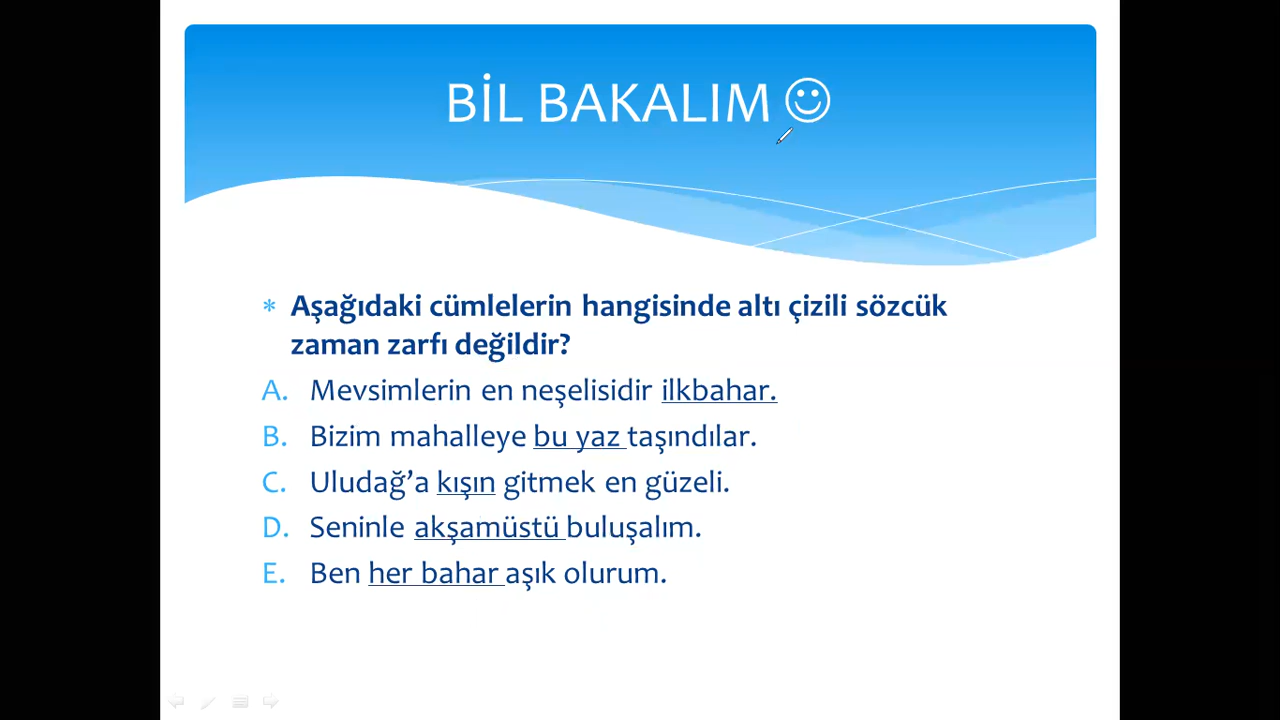 BİL BAKALIM ☺
* Aşağıdaki cümlelerin hangisinde altı çizili sözcük
zaman zarfı değildir?
A. Mevsimlerin en neşelisidir ilkbahar.
B. Bizim mahalleye bu yaz taşındılar.
C. Uludağ’a kışın gitmek en güzeli.
D. Seninle akşamüstü buluşalım.
E. Ben her bahar aşık olurum.